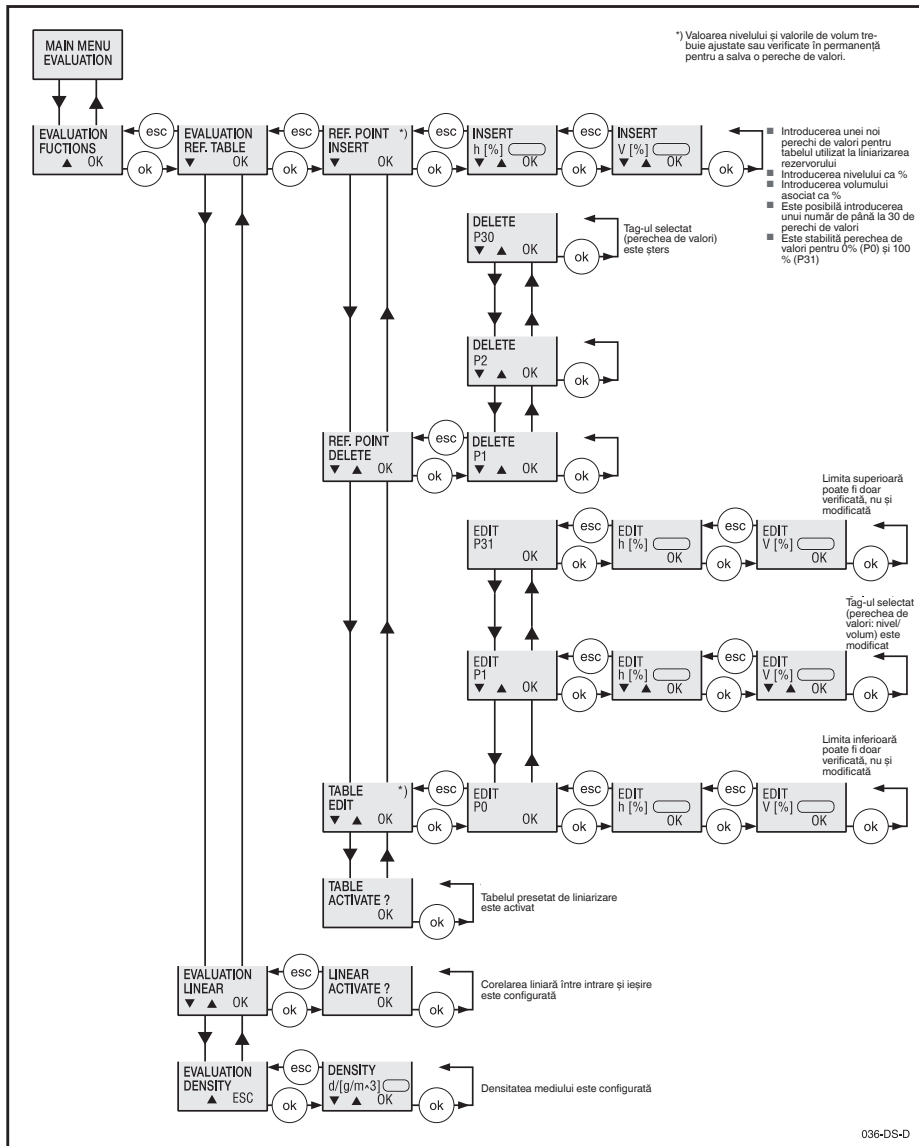 MAIN MENU
EVALUATION
*) Valoarea nivelului și valorile de volum tre-
buie ajustate sau verificate în permanență
pentru a salva o pereche de valori.
EVALUATION
FUCTIONS
▲ OK
esc
ok
EVALUATION
REF. TABLE
▼ OK
esc
ok
REF. POINT *)
INSERT
▼ OK
esc
ok
INSERT
h [%]
▼ ▲ OK
esc
ok
INSERT
V [%]
▼ ▲ OK
ok
■ Introducerea unei noi
perechi de valori pentru
tabelul utilizat la liniarizarea
rezervorului
■ Introducerea nivelului ca %
■ Introducerea volumului
asociat ca %
■ Este posibilă introducerea
unui număr de până la 30 de
perechi de valori
■ Este stabilită perechea de
valori pentru 0% (P0) și 100
% (P31)
DELETE
P30
▼ ▲ OK
ok
Tag-ul selectat
(perechea de valori)
este șters
DELETE
P2
▼ ▲ OK
ok
REF. POINT
DELETE
▼ ▲ OK
esc
ok
DELETE
P1
▼ ▲ OK
ok
Limita superioară
poate fi doar
verificată, nu și
modificată
EDIT
P31
OK
esc
ok
EDIT
h [%]
OK
esc
ok
EDIT
V [%]
OK
ok
Tag-ul selectat
(perechea de
valori: nivel/
volum) este
modificat
EDIT
P1
▼ ▲ OK
esc
ok
EDIT
h [%]
▼ ▲ OK
esc
ok
EDIT
V [%]
▼ ▲ OK
ok
Limita inferioară
poate fi doar
verificată, nu și
modificată
TABLE *)
EDIT
▼ ▲ OK
esc
ok
EDIT
P0
OK
esc
ok
EDIT
h [%]
OK
esc
ok
EDIT
V [%]
OK
ok
TABLE
ACTIVATE ?
OK
ok
Tabelul presetat de liniarizare
este activat
EVALUATION
LINEAR
▼ ▲ OK
esc
ok
LINEAR
ACTIVATE ?
OK
ok
Corelarea liniară între intrare și ieșire
este configurată
EVALUATION
DENSITY
▲ ESC
esc
ok
DENSITY
d/[g/m^3]
▼ ▲ OK
ok
Densitatea mediului este configurată
036-DS-D